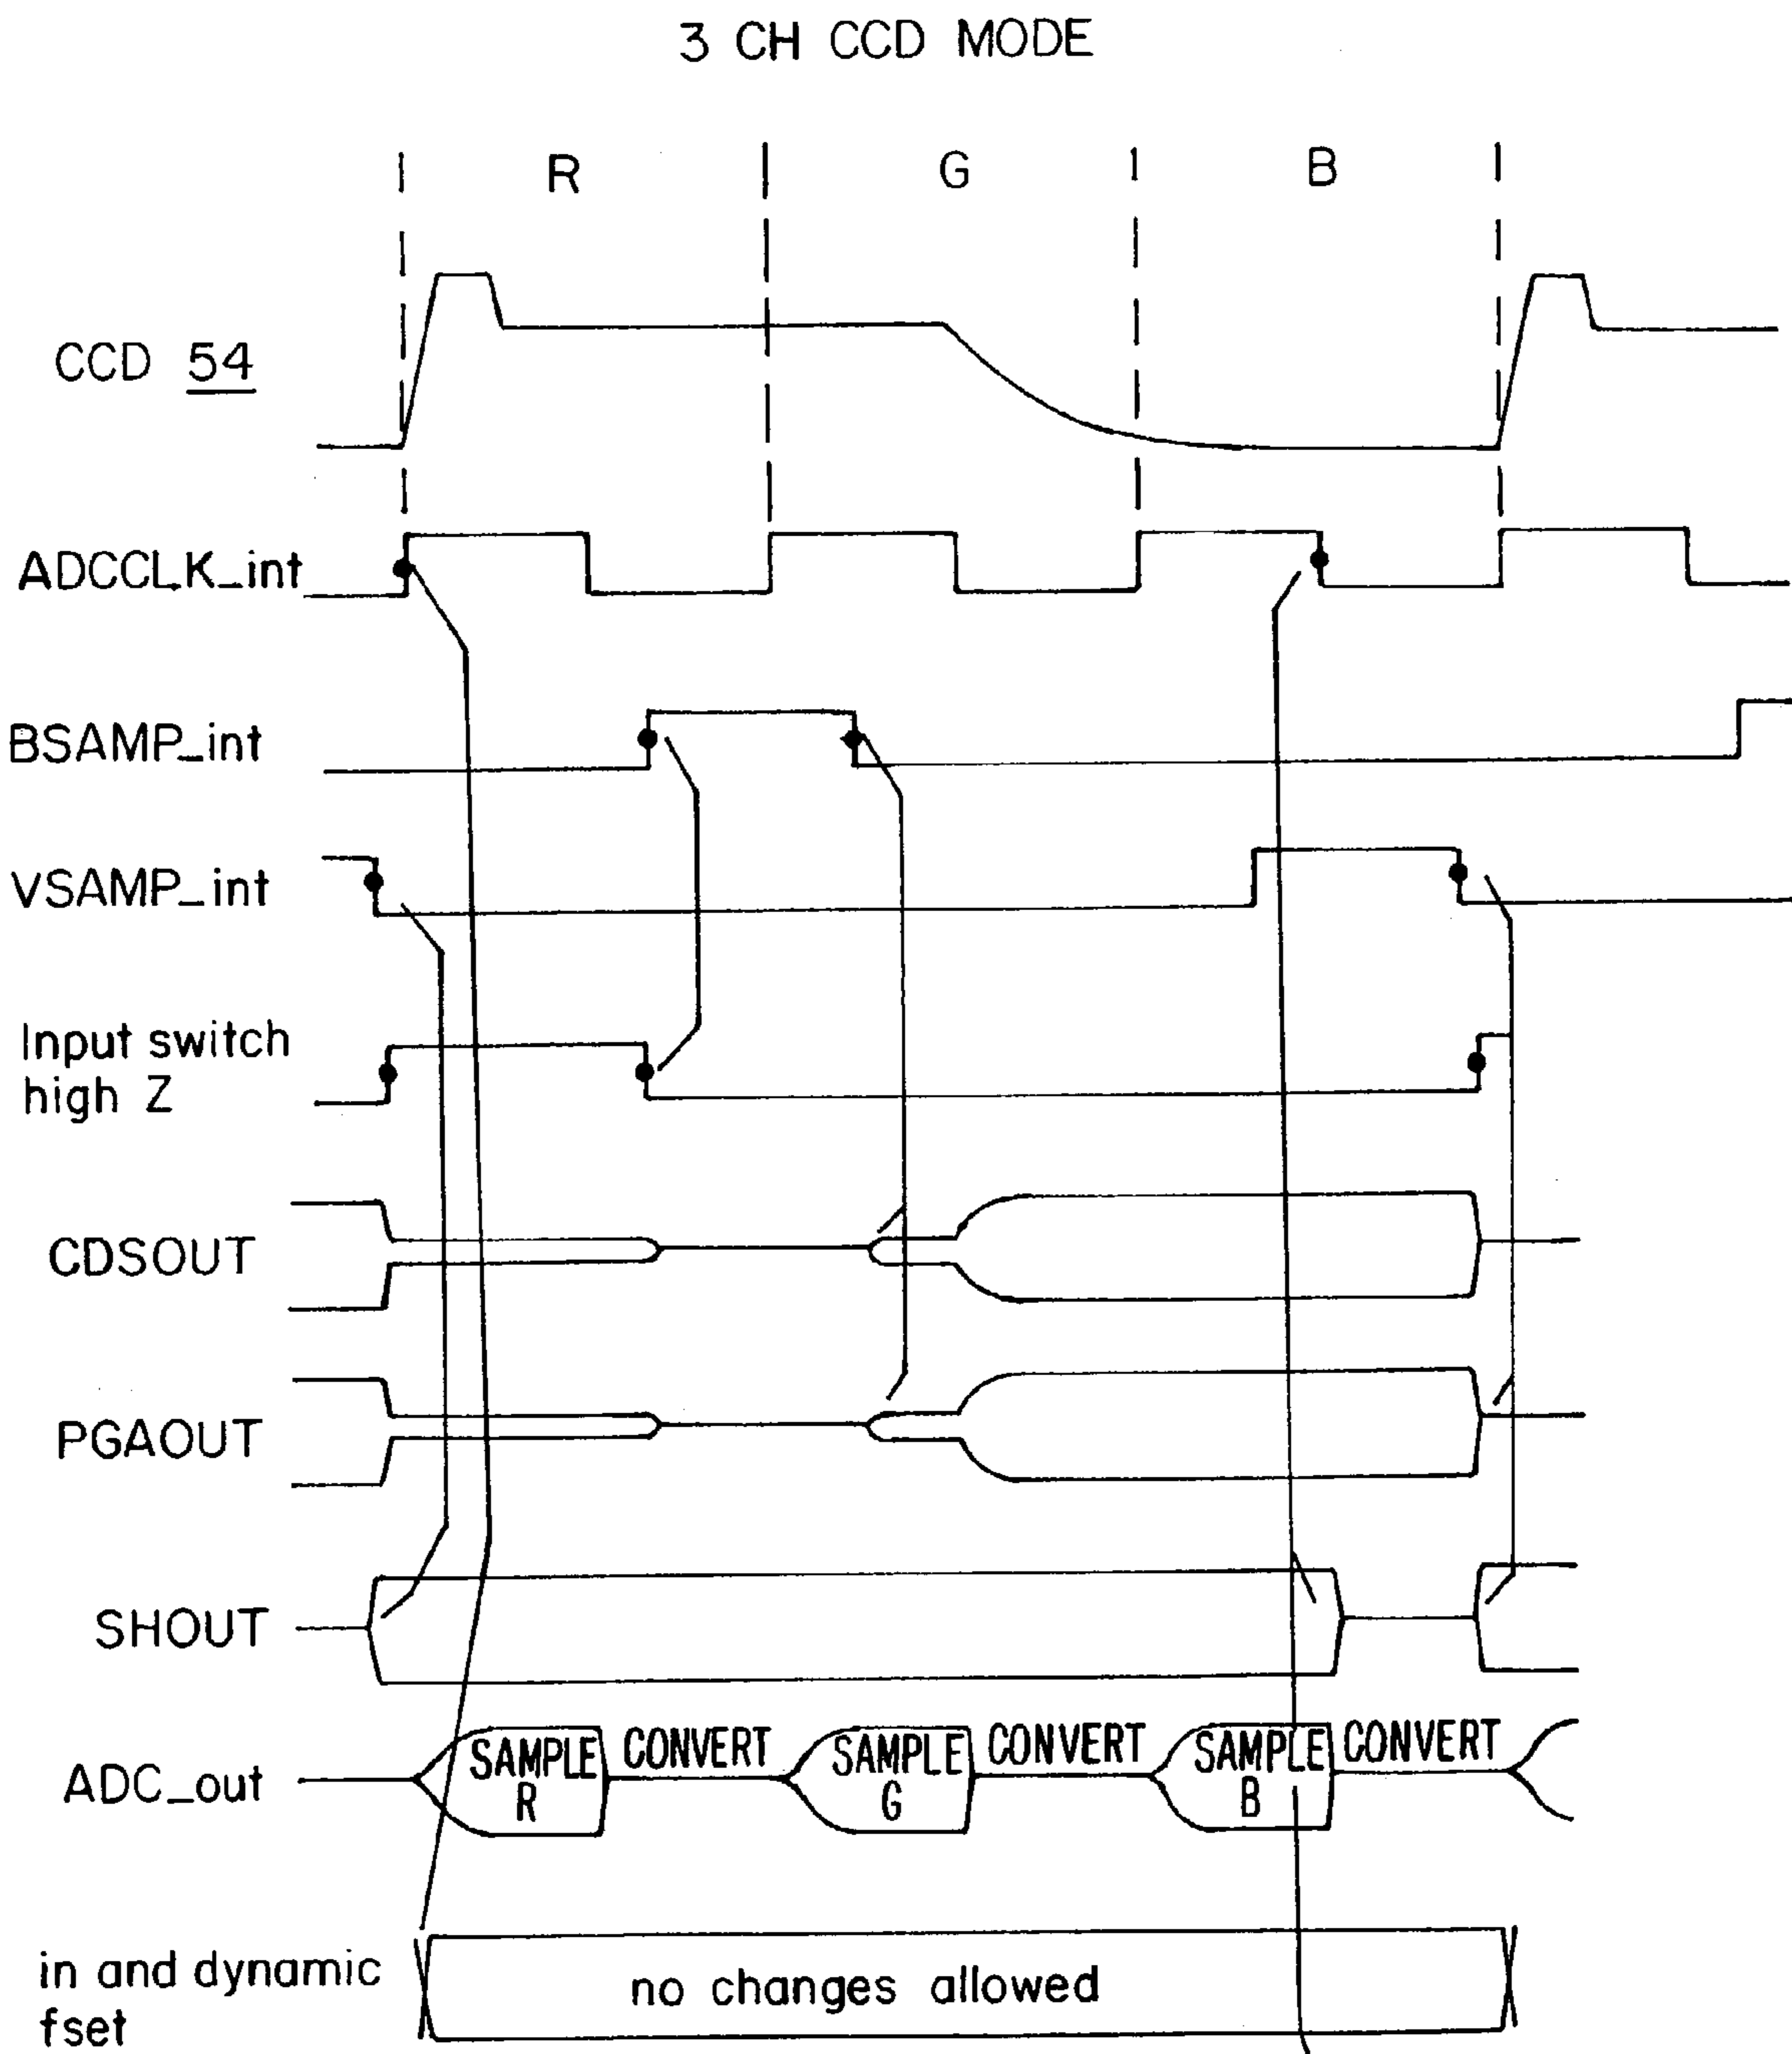 3 CH CCD MODE
R G B
CCD 54
ADCCLK_int
BSAMP_int
VSAMP_int
Input switch
high Z
CDSOUT
PGAOUT
SHOUT
ADC_out
SAMPLE
R
CONVERT
SAMPLE
G
CONVERT
SAMPLE
B
CONVERT
in and dynamic
fset
no changes allowed